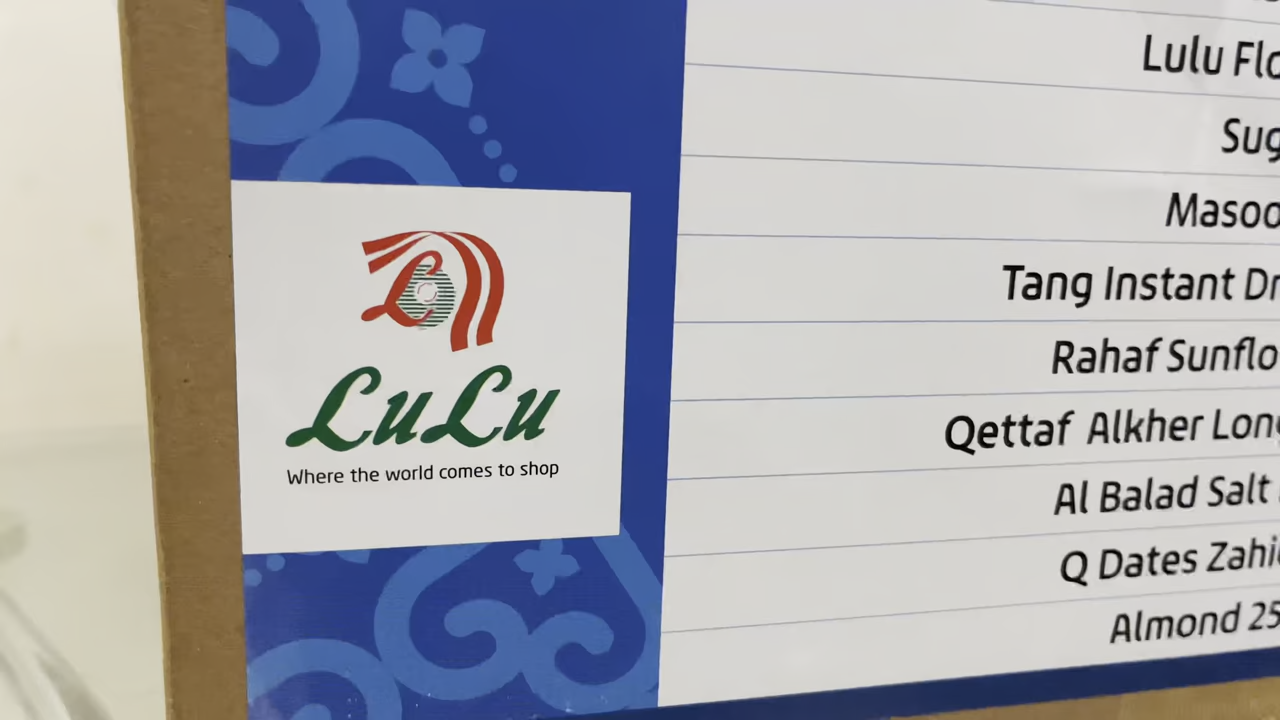 LuLu
Where the world comes to shop
Lulu Flo
Sug
Masoo
Tang Instant Dr
Rahaf Sunflo
Qettaf Alkher Long
Al Balad Salt
Q Dates Zahi
Almond 25